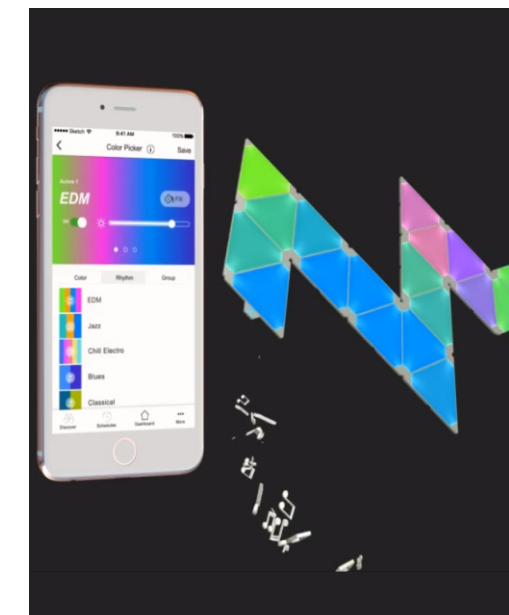 Sketch 9:41 AM 100%
Color Picker Save
EDM
Color Rhythm Group
EDM
Jazz
Chill Electro
Blues
Classical
Discover Schedules Dashboard More